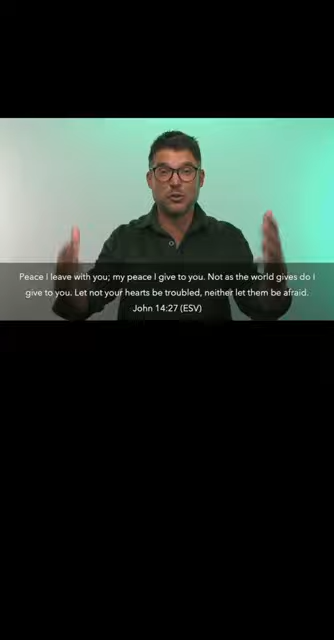 Peace I leave with you; my peace I give to you. Not as the world gives do I
give to you. Let not your hearts be troubled, neither let them be afraid.
John 14:27 (ESV)